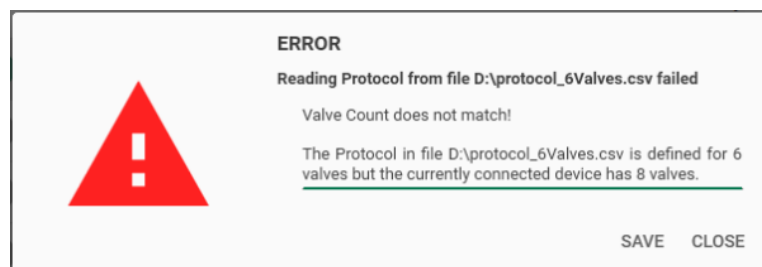 ERROR
Reading Protocol from file D:\protocol_6Valves.csv failed
Valve Count does not match!
The Protocol in file D:\protocol_6Valves.csv is defined for 6
valves but the currently connected device has 8 valves.
SAVE CLOSE